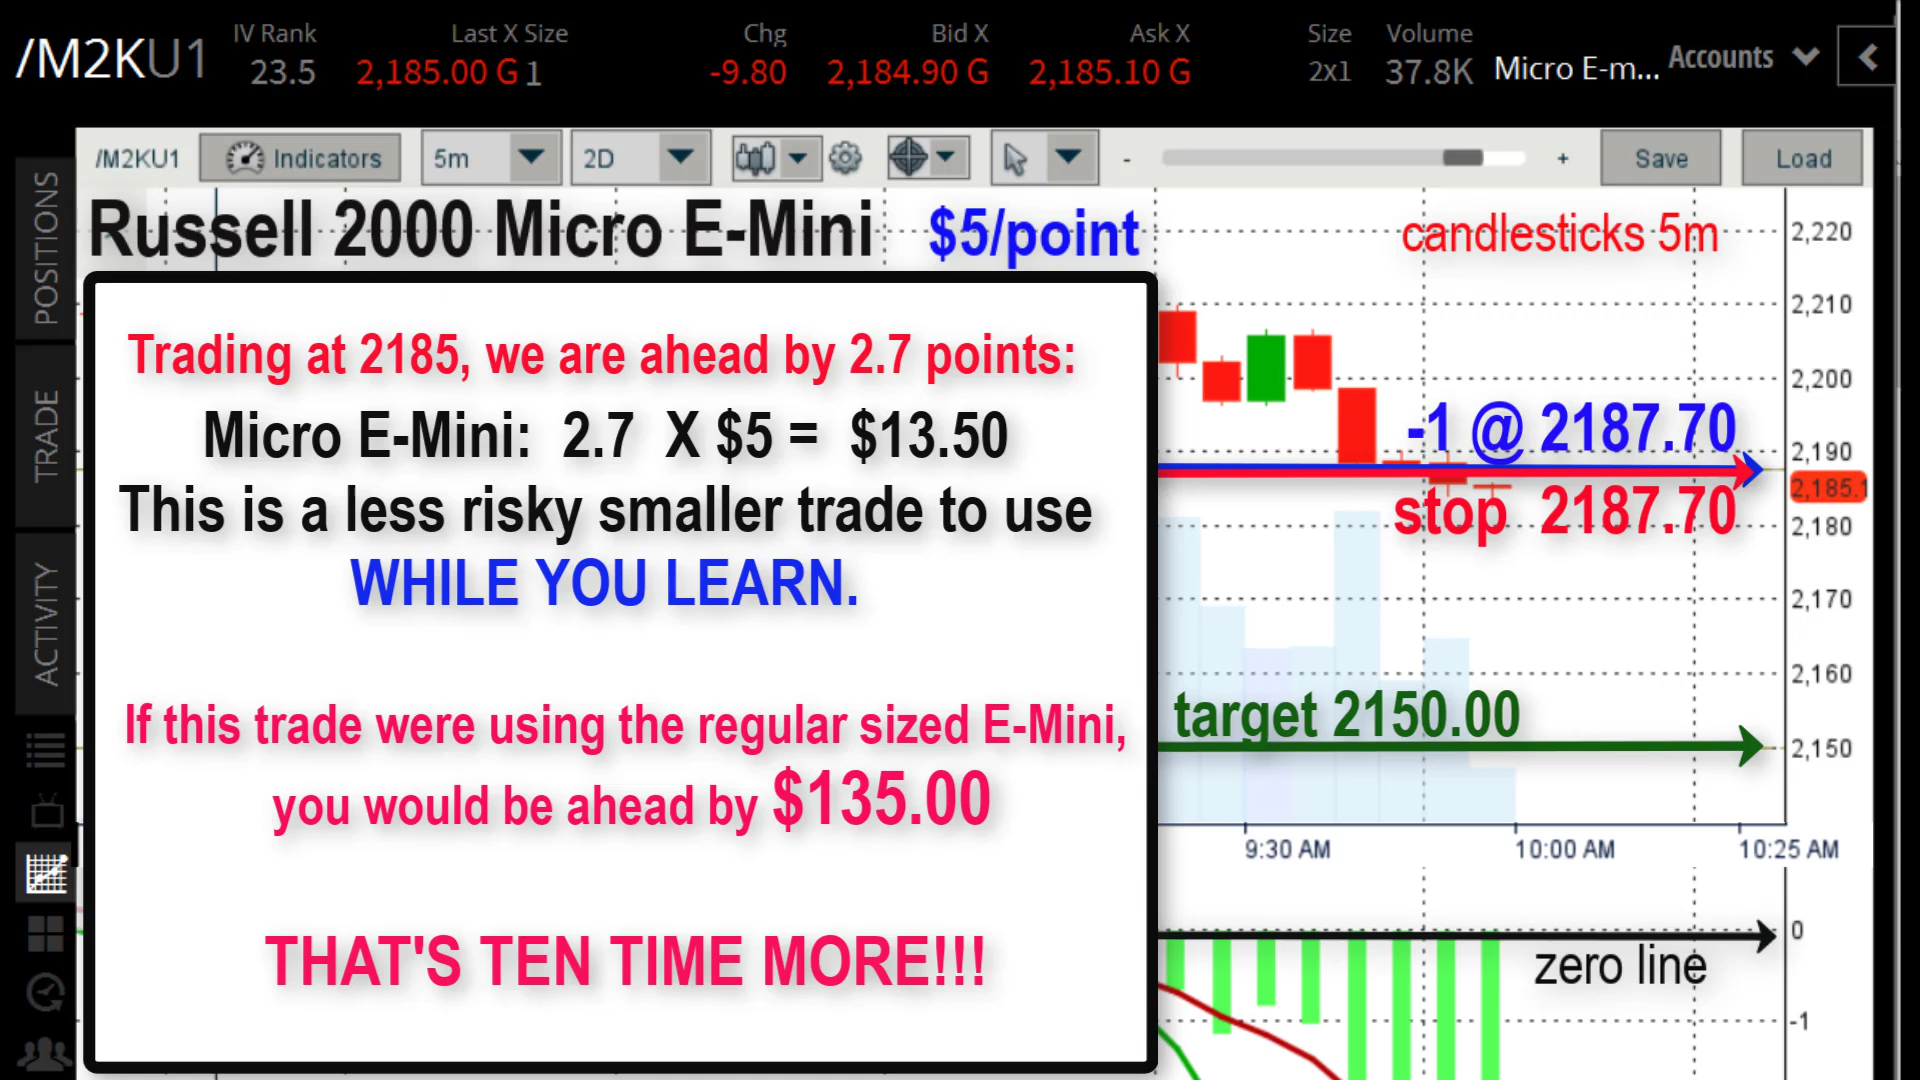 /M2KU1
IV Rank
23.5
Last X Size
2,185.00 G 1
Chg
-9.80
Bid X
2,184.90 G
Ask X
2,185.10 G
Size
2x1
Volume
37.8K
Micro E-m...
Accounts
POSITIONS
TRADE
ACTIVITY
/M2KU1
Indicators
5m
2D
-
+
Save
Load
Russell 2000 Micro E-Mini
$5/point
candlesticks 5m
Trading at 2185, we are ahead by 2.7 points:
Micro E-Mini: 2.7 X $5 = $13.50
This is a less risky smaller trade to use
WHILE YOU LEARN.
If this trade were using the regular sized E-Mini,
you would be ahead by $135.00
THAT'S TEN TIME MORE!!!
-1 @ 2187.70
stop 2187.70
target 2150.00
2,220
2,210
2,200
2,190
2,185.1
2,180
2,170
2,160
2,150
9:30 AM
10:00 AM
10:25 AM
0
zero line
-1